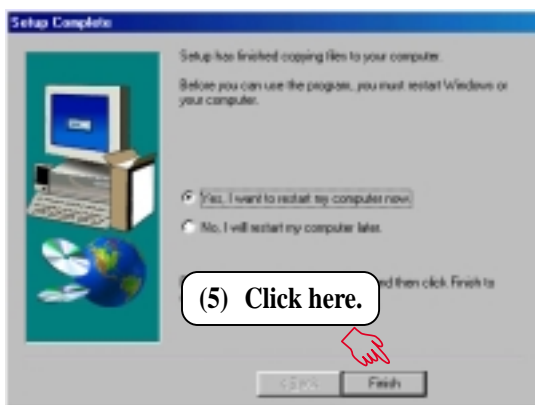 Setup Complete
Setup has finished copying files to your computer.
Before you can use the program, you must restart Windows or
your computer.
Yes, I want to restart my computer now.
No, I will restart my computer later.
and then click Finish to
(5) Click here.
< Back
Finish